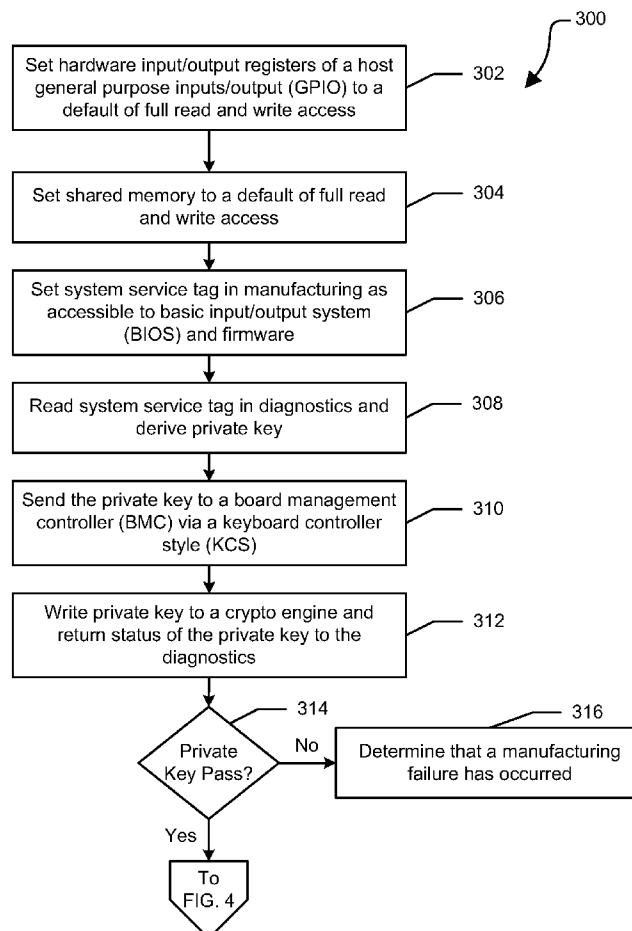 300
Set hardware input/output registers of a host
general purpose inputs/output (GPIO) to a
default of full read and write access
302
Set shared memory to a default of full read
and write access
304
Set system service tag in manufacturing as
accessible to basic input/output system
(BIOS) and firmware
306
Read system service tag in diagnostics and
derive private key
308
Send the private key to a board management
controller (BMC) via a keyboard controller
style (KCS)
310
Write private key to a crypto engine and
return status of the private key to the
diagnostics
312
314
Private
Key Pass?
No
316
Determine that a manufacturing
failure has occurred
Yes
To
FIG. 4